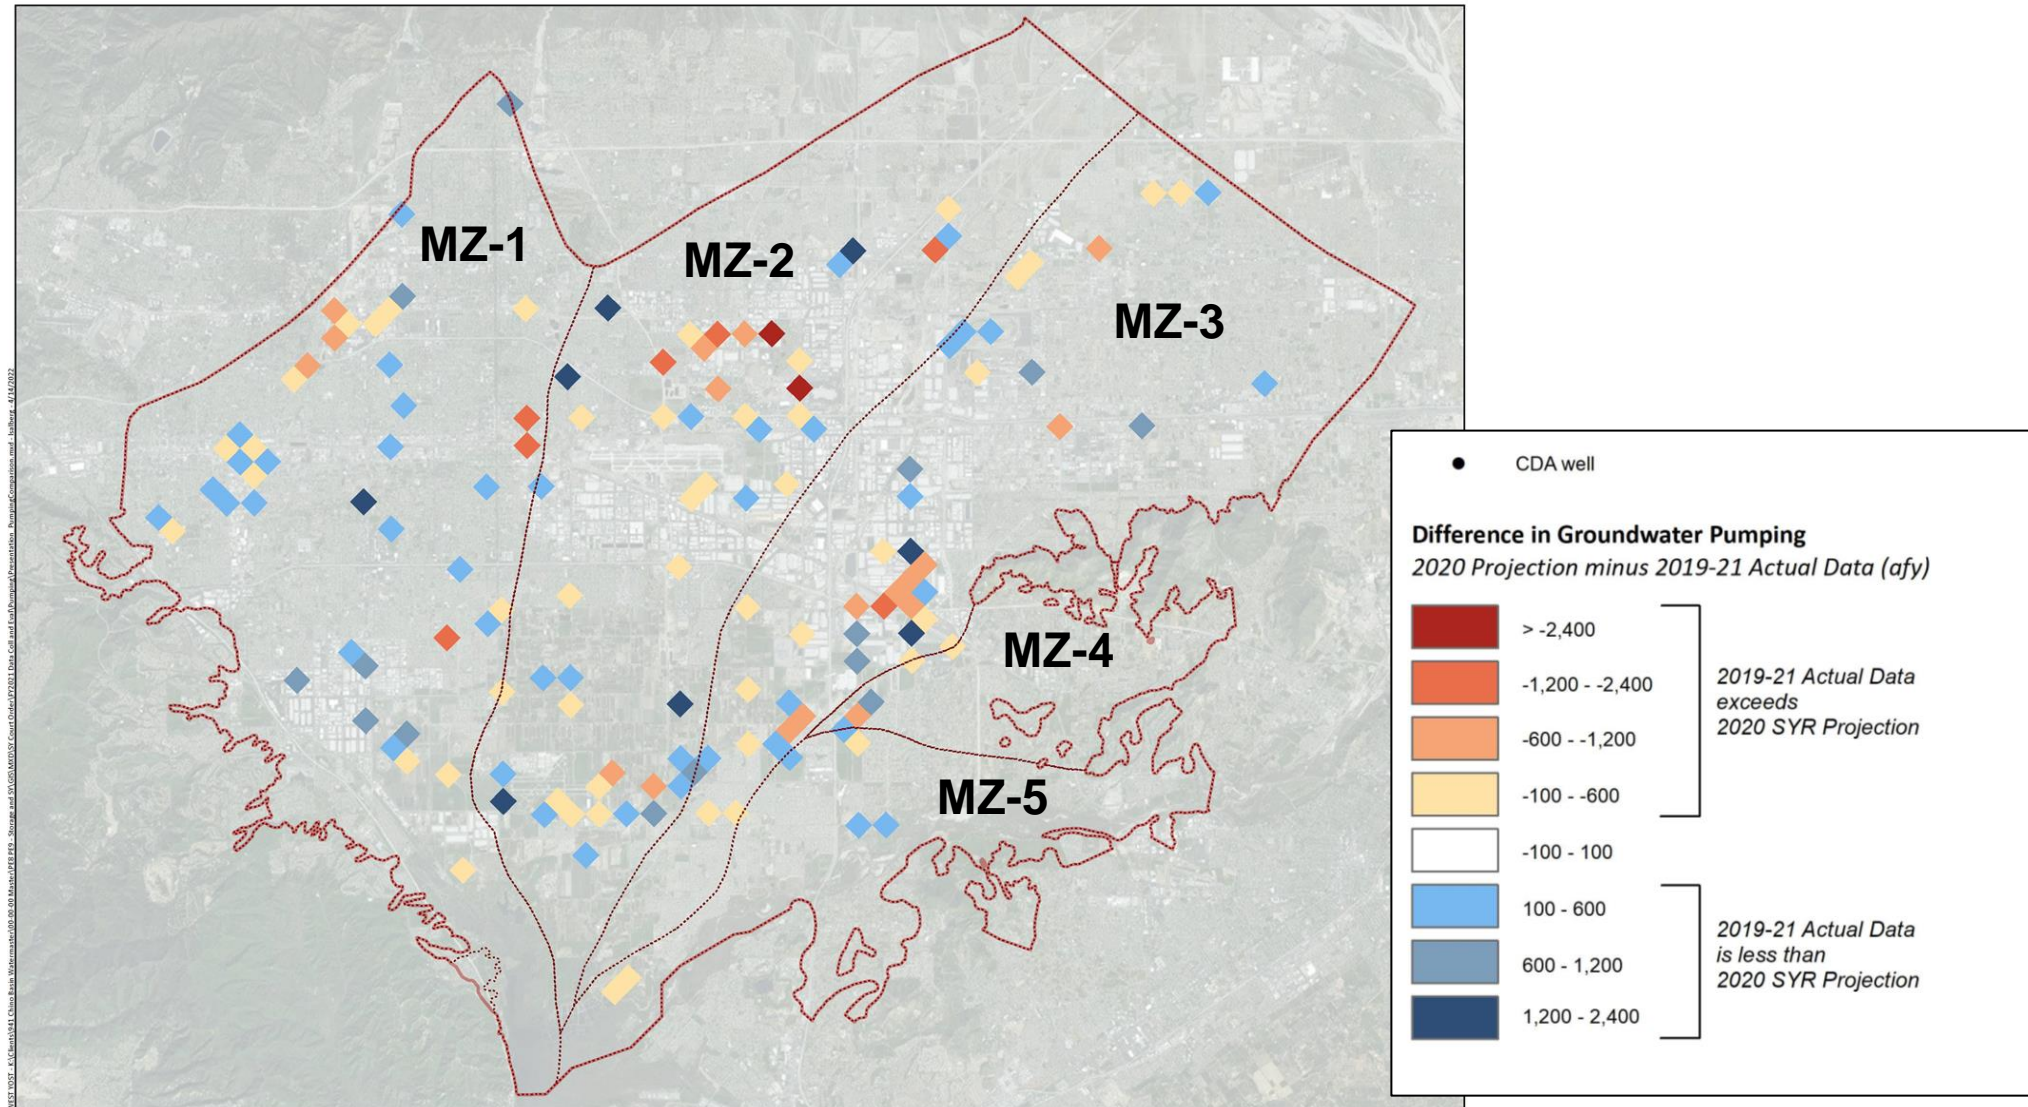 MZ-1
MZ-2
MZ-3
MZ-4
MZ-5
CDA well
Difference in Groundwater Pumping
2020 Projection minus 2019-21 Actual Data (afy)
> -2,400
-1,200 - -2,400
-600 - -1,200
-100 - -600
-100 - 100
100 - 600
600 - 1,200
1,200 - 2,400
2019-21 Actual Data
exceeds
2020 SYR Projection
2019-21 Actual Data
is less than
2020 SYR Projection